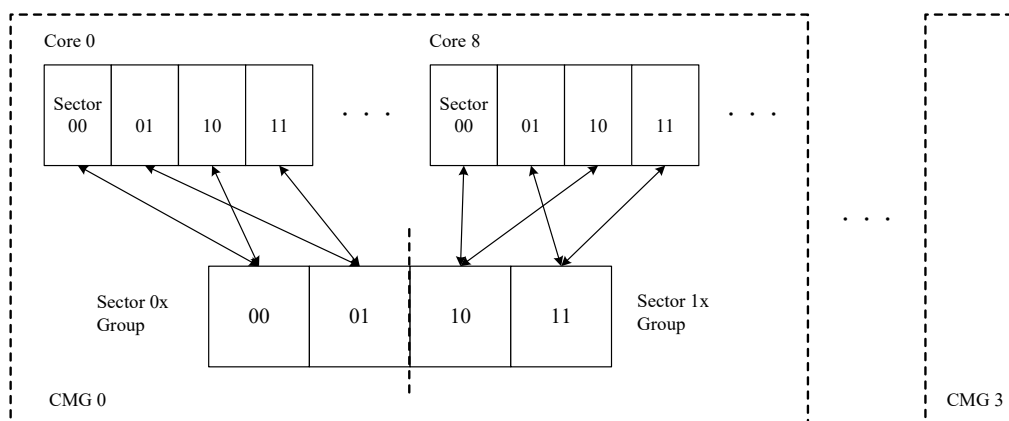 Core 0
Core 8
Sector
00
01
10
11
. . .
Sector
00
01
10
11
. . .
. . .
Sector 0x
Group
00
01
10
11
Sector 1x
Group
CMG 0
CMG 3